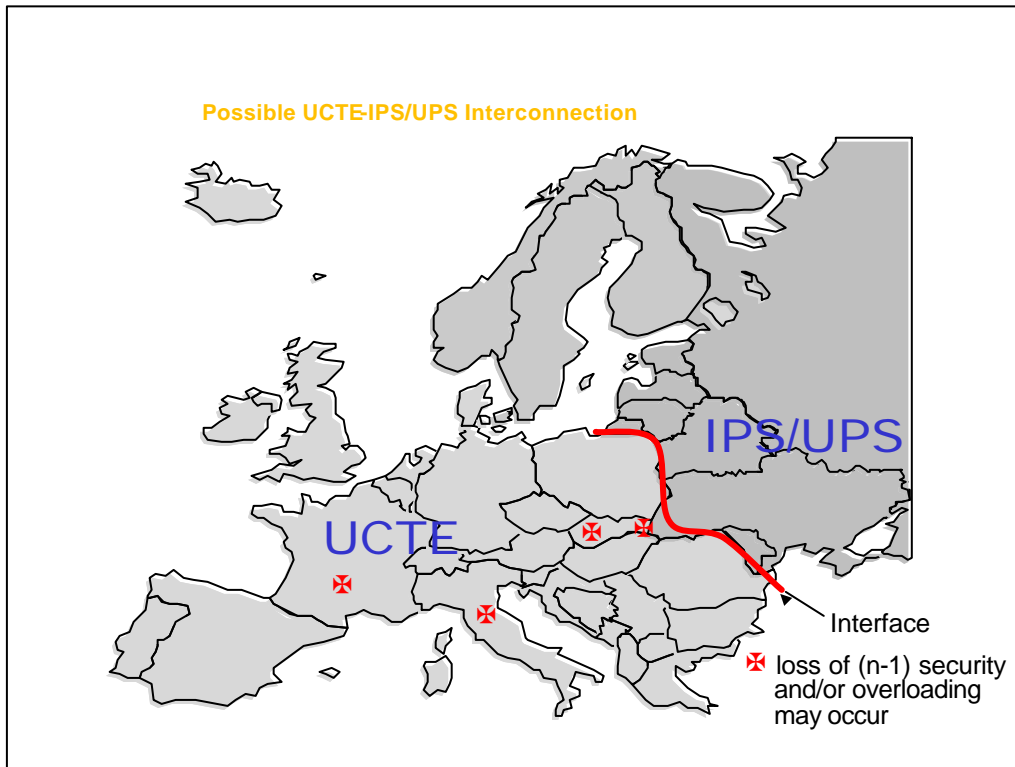 Possible UCTE-IPS/UPS Interconnection
IPS/UPS
UCTE
Interface
loss of (n-1) security
and/or overloading
may occur